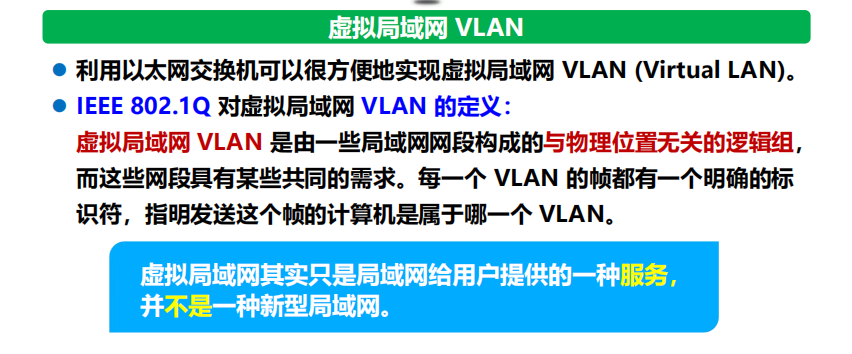 虚拟局域网 VLAN
利用以太网交换机可以很方便地实现虚拟局域网 VLAN (Virtual LAN)。
IEEE 802.1Q 对虚拟局域网 VLAN 的定义：
虚拟局域网 VLAN 是由一些局域网网段构成的与物理位置无关的逻辑组，
而这些网段具有某些共同的需求。每一个 VLAN 的帧都有一个明确的标
识符，指明发送这个帧的计算机是属于哪一个 VLAN。
虚拟局域网其实只是局域网给用户提供的一种服务，
并不是一种新型局域网。